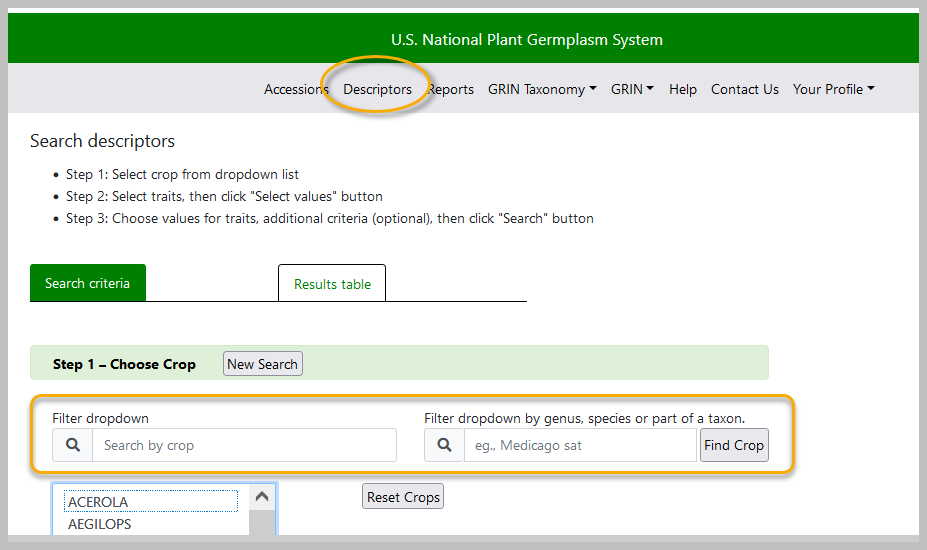 U.S. National Plant Germplasm System
Accessions Descriptors Reports GRIN Taxonomy GRIN Help Contact Us Your Profile
Search descriptors
• Step 1: Select crop from dropdown list
• Step 2: Select traits, then click "Select values" button
• Step 3: Choose values for traits, additional criteria (optional), then click "Search" button
Search criteria Results table
Step 1 – Choose Crop New Search
Filter dropdown Filter dropdown by genus, species or part of a taxon.
Search by crop eg., Medicago sat Find Crop
ACEROLA Reset Crops
AEGILOPS